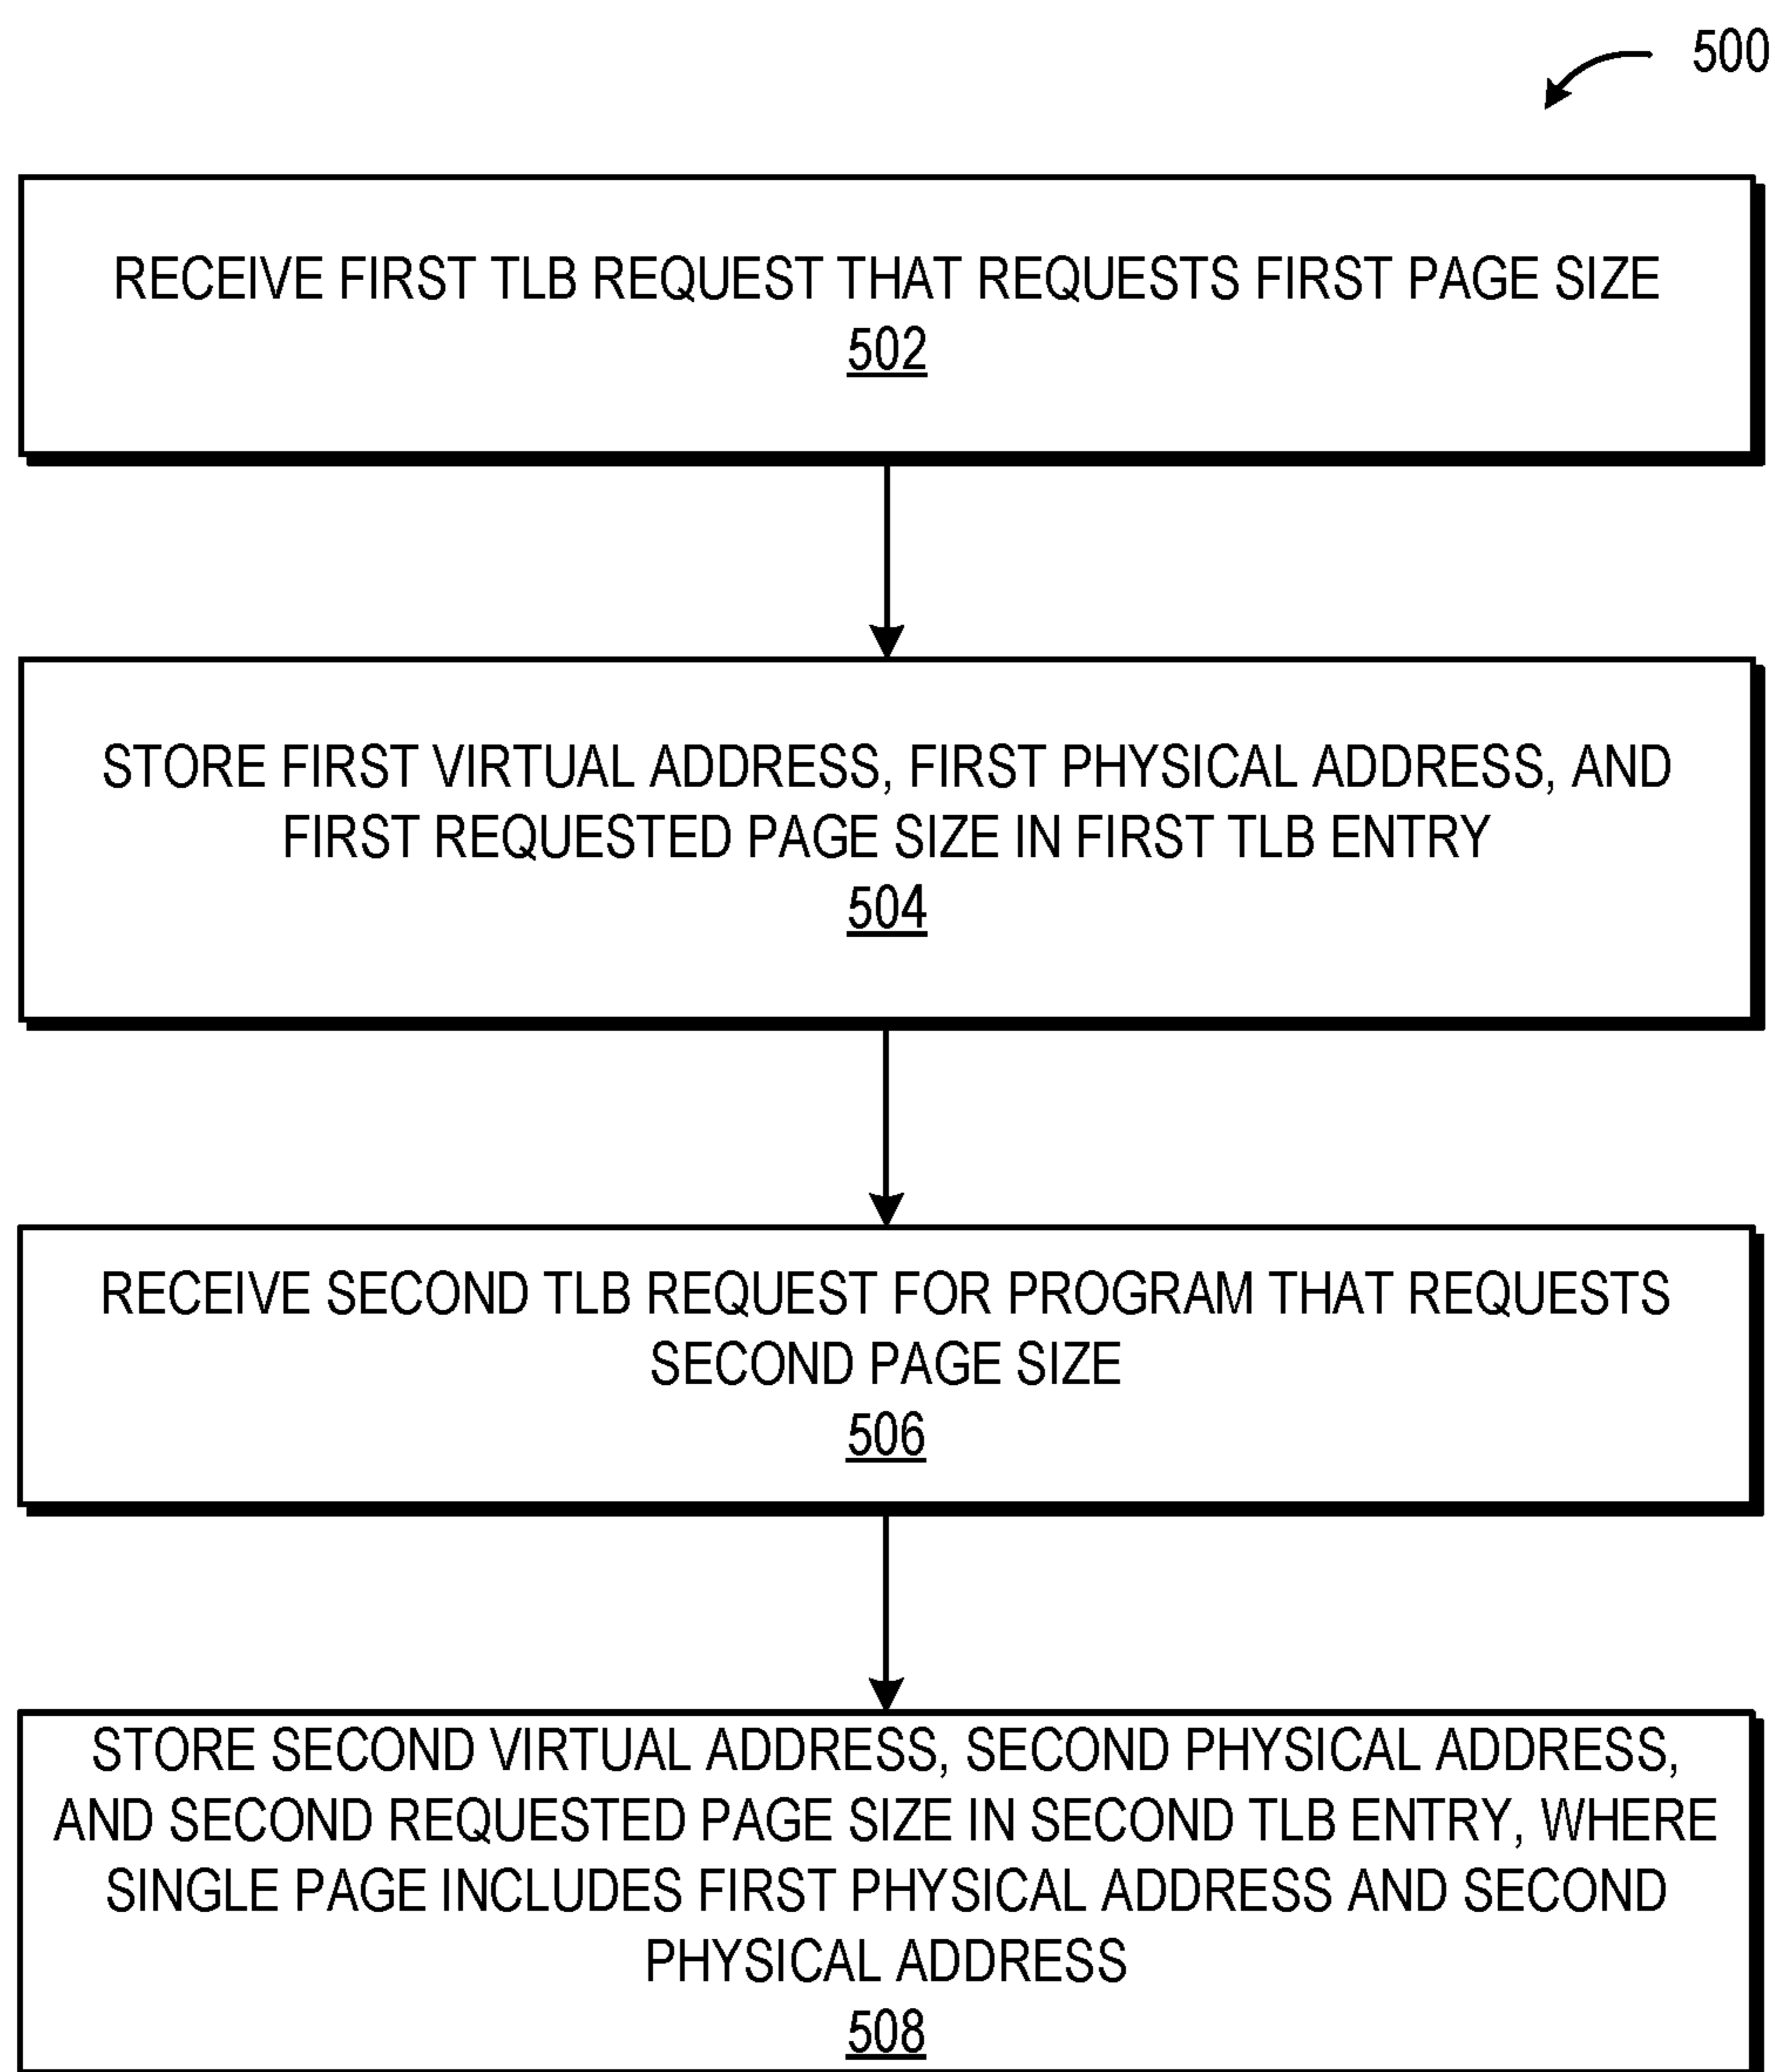 500
RECEIVE FIRST TLB REQUEST THAT REQUESTS FIRST PAGE SIZE
502
STORE FIRST VIRTUAL ADDRESS, FIRST PHYSICAL ADDRESS, AND
FIRST REQUESTED PAGE SIZE IN FIRST TLB ENTRY
504
RECEIVE SECOND TLB REQUEST FOR PROGRAM THAT REQUESTS
SECOND PAGE SIZE
506
STORE SECOND VIRTUAL ADDRESS, SECOND PHYSICAL ADDRESS,
AND SECOND REQUESTED PAGE SIZE IN SECOND TLB ENTRY, WHERE
SINGLE PAGE INCLUDES FIRST PHYSICAL ADDRESS AND SECOND
PHYSICAL ADDRESS
508